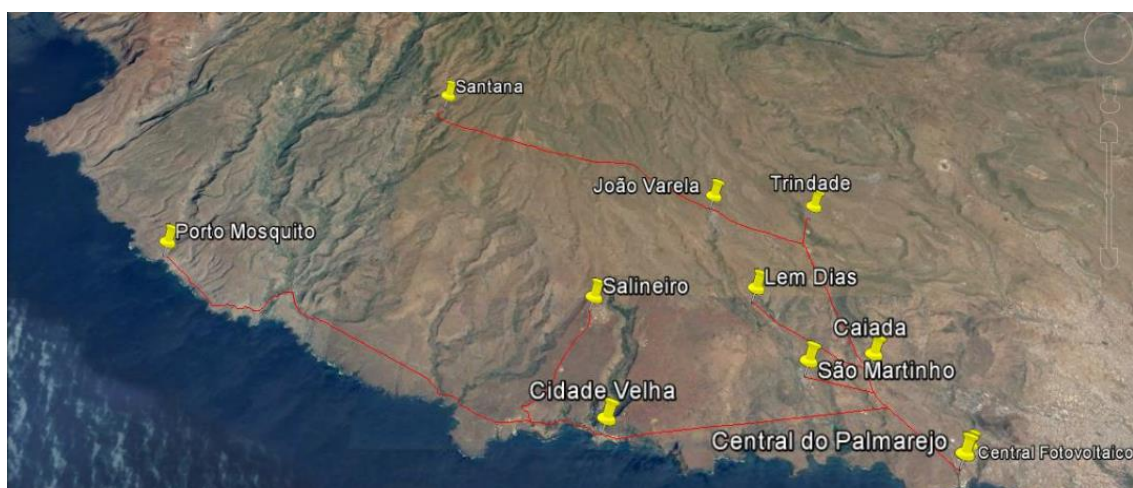 Santana
João Varela
Trindade
Porto Mosquito
Lem Dias
Salineiro
Caiada
São Martinho
Cidade Velha
Central do Palmarejo
Central Fotovoltaico